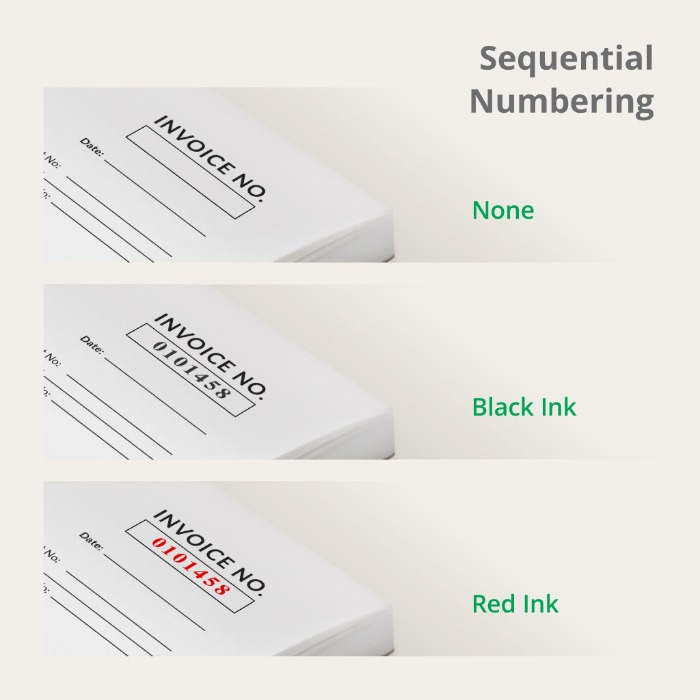 Sequential
Numbering
INVOICE NO.
Date:
No:
None
INVOICE NO.
0101458
Date:
No:
Black Ink
INVOICE NO.
0101458
Date:
No:
No:
Red Ink